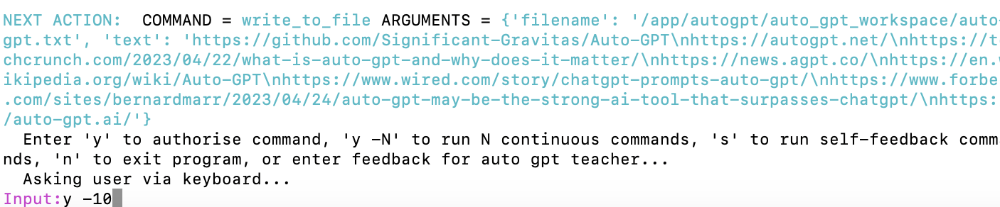 NEXT ACTION:  COMMAND = write_to_file ARGUMENTS = {'filename': '/app/autogpt/auto_gpt_workspace/auto-
gpt.txt', 'text': 'https://github.com/Significant-Gravitas/Auto-GPT\nhttps://autogpt.net/\nhttps://t
chcrunch.com/2023/04/22/what-is-auto-gpt-and-why-does-it-matter/\nhttps://news.agpt.co/\nhttps://en.
ikipedia.org/wiki/Auto-GPT\nhttps://www.wired.com/story/chatgpt-prompts-auto-gpt/\nhttps://www.forbe
.com/sites/bernardmarr/2023/04/24/auto-gpt-may-be-the-strong-ai-tool-that-surpasses-chatgpt/\nhttps:
/auto-gpt.ai/'}
Enter 'y' to authorise command, 'y -N' to run N continuous commands, 's' to run self-feedback comm
nds, 'n' to exit program, or enter feedback for auto gpt teacher...
Asking user via keyboard...
Input:y -10